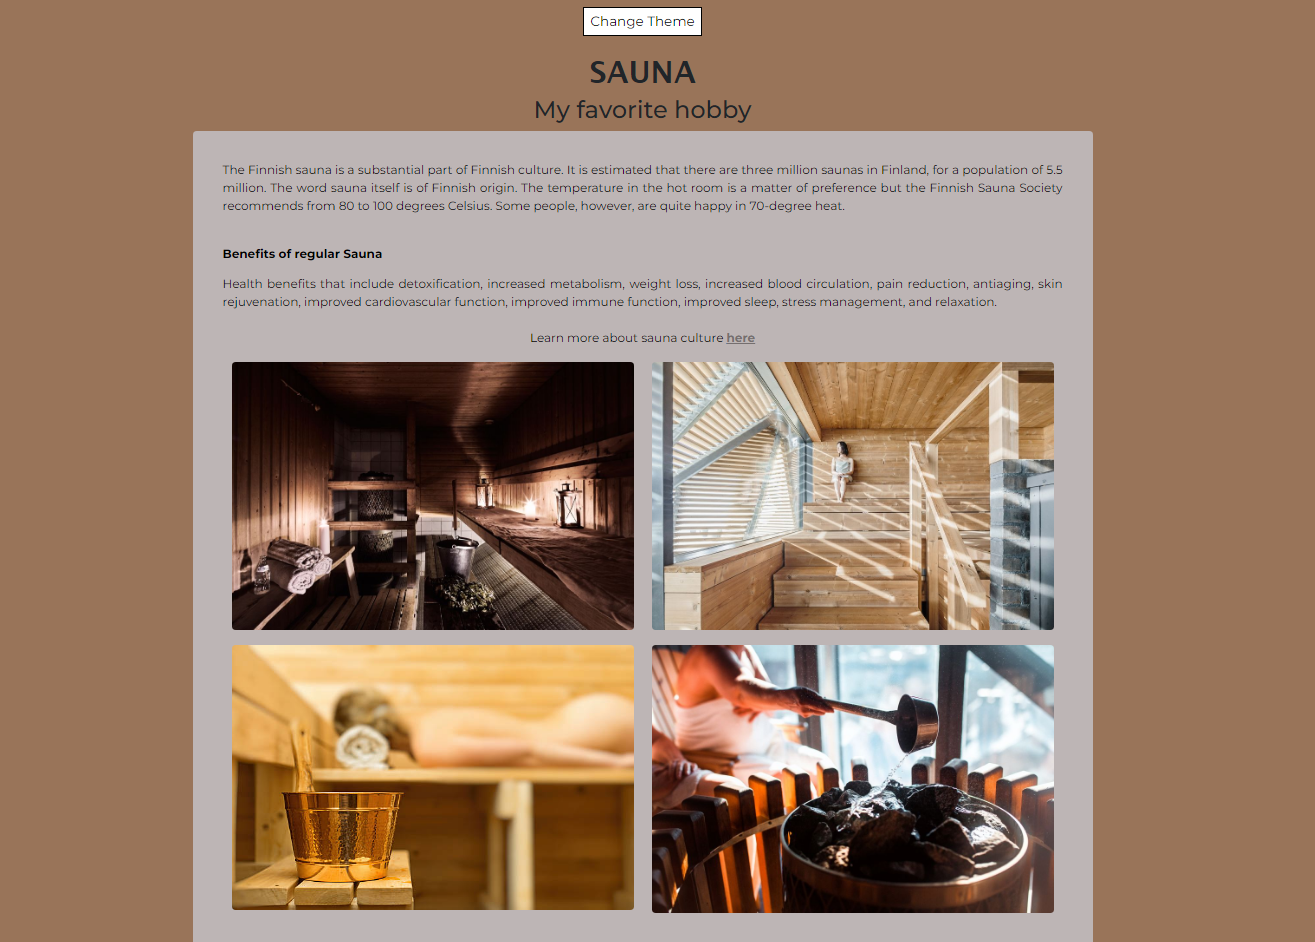 Change Theme
SAUNA
My favorite hobby
The Finnish sauna is a substantial part of Finnish culture. It is estimated that there are three million saunas in Finland, for a population of 5.5
million. The word sauna itself is of Finnish origin. The temperature in the hot room is a matter of preference but the Finnish Sauna Society
recommends from 80 to 100 degrees Celsius. Some people, however, are quite happy in 70-degree heat.
Benefits of regular Sauna
Health benefits that include detoxification, increased metabolism, weight loss, increased blood circulation, pain reduction, antiaging, skin
rejuvenation, improved cardiovascular function, improved immune function, improved sleep, stress management, and relaxation.
Learn more about sauna culture here